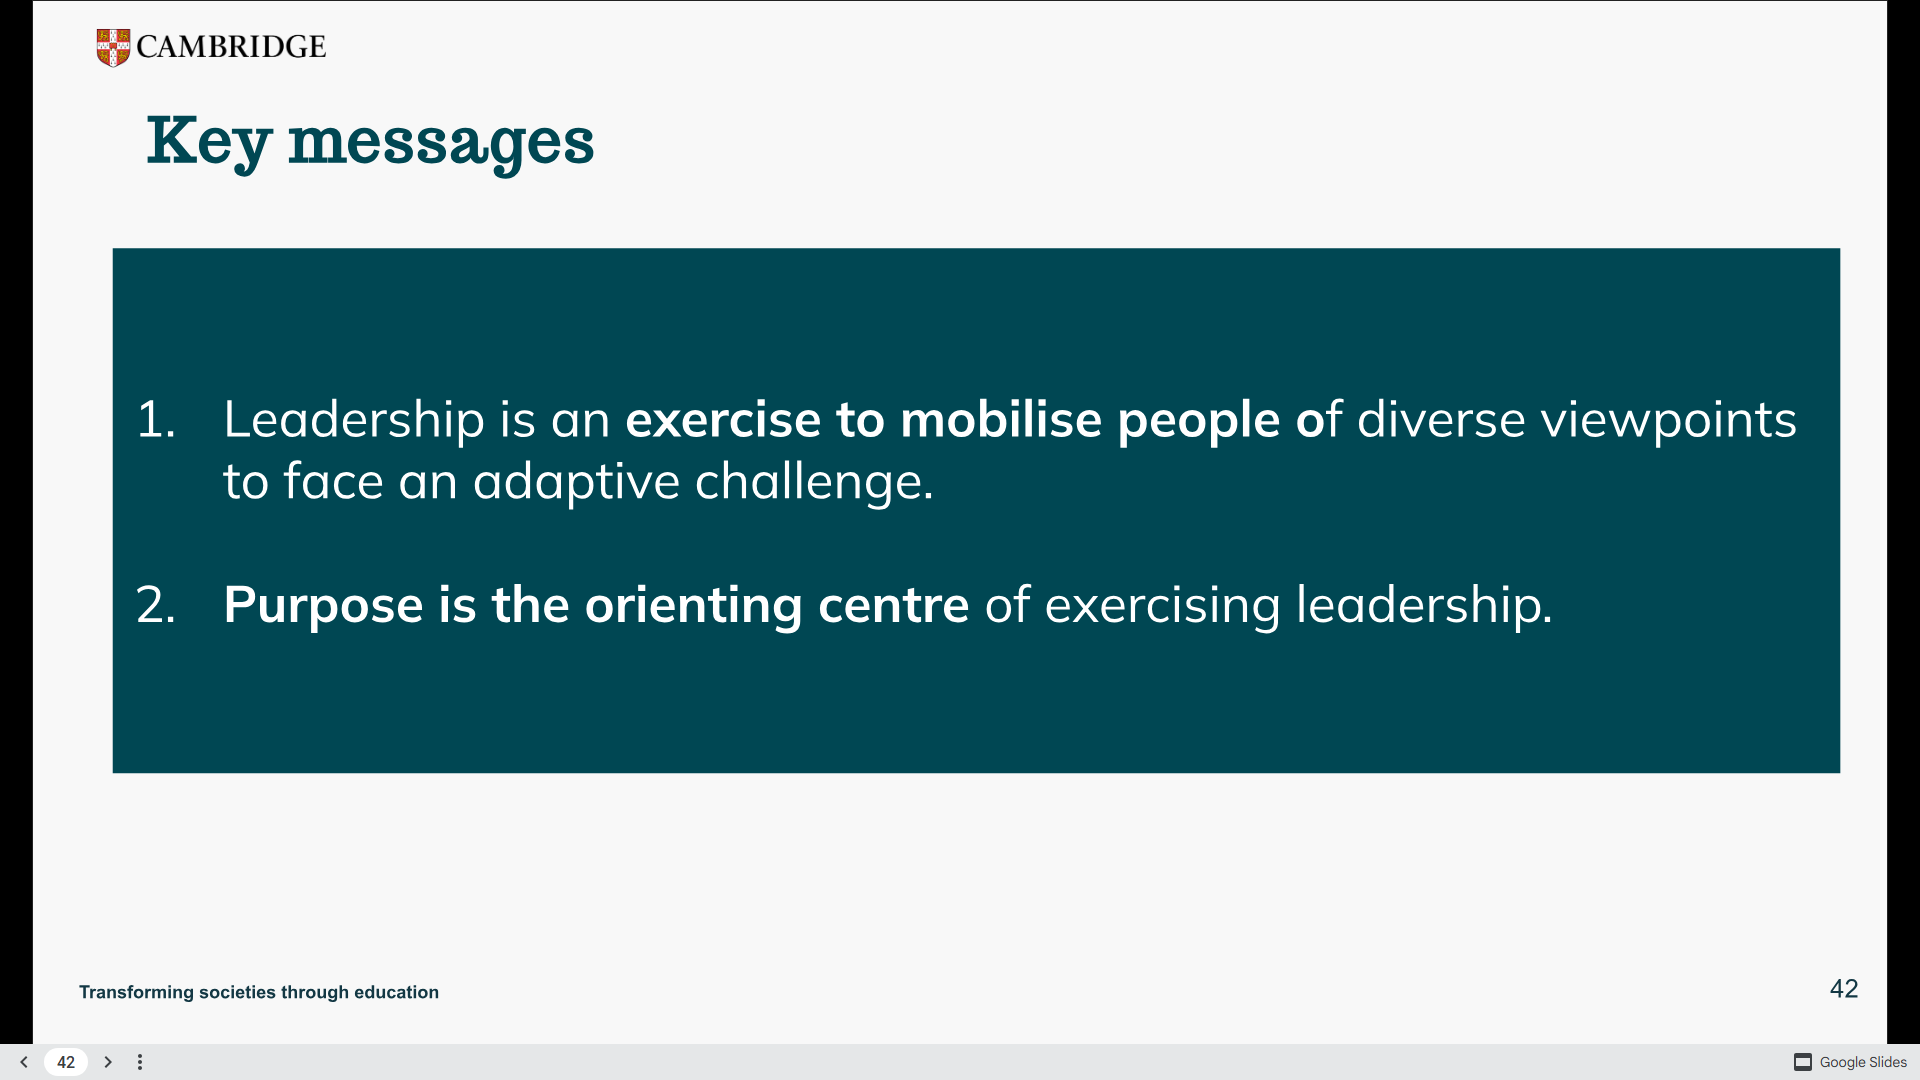 CAMBRIDGE
Key messages
1. Leadership is an exercise to mobilise people of diverse viewpoints
to face an adaptive challenge.
2. Purpose is the orienting centre of exercising leadership.
Transforming societies through education
42
42
Google Slides